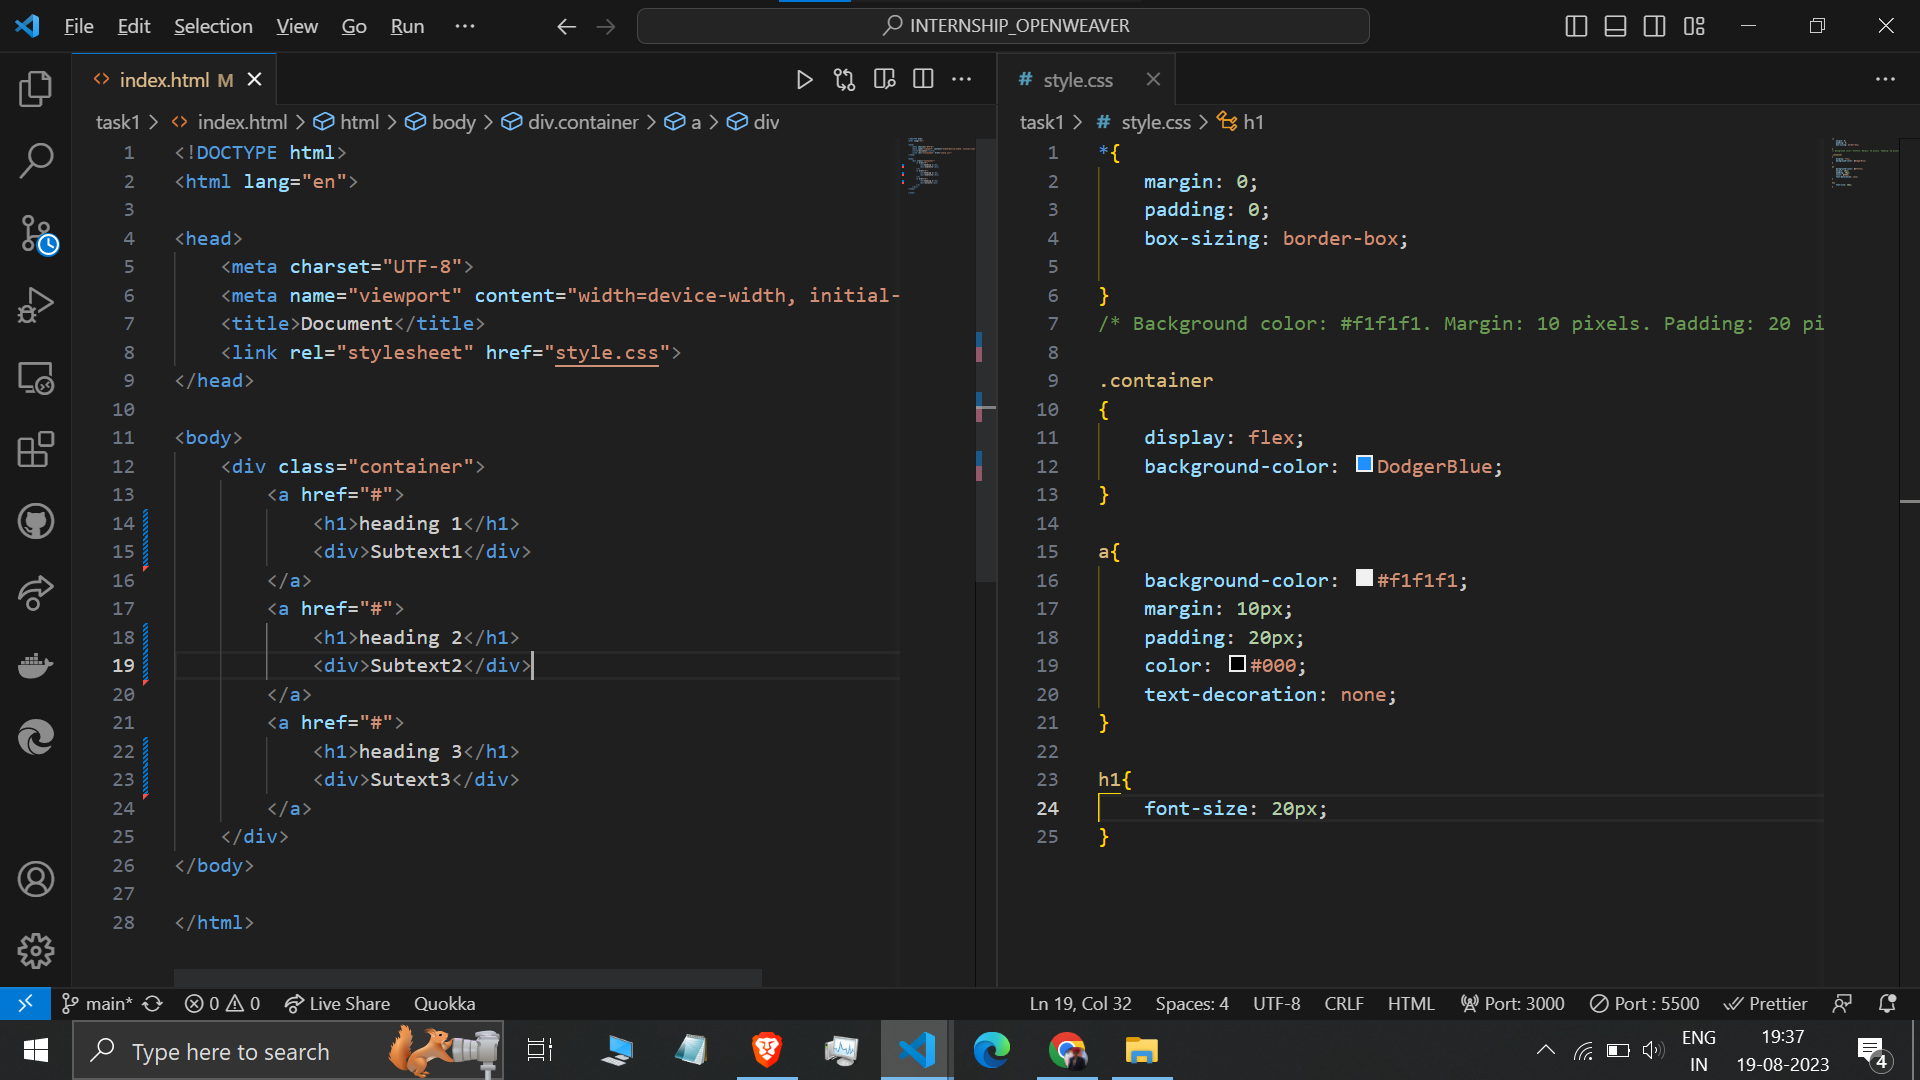 File Edit Selection View Go Run ···
INTERNSHIP_OPENWEAVER
index.html M
task1 > index.html > html > body > div.container > a > div
1 <!DOCTYPE html>
2 <html lang="en">
3
4 <head>
5 <meta charset="UTF-8">
6 <meta name="viewport" content="width=device-width, initial-
7 <title>Document</title>
8 <link rel="stylesheet" href="style.css">
9 </head>
10
11 <body>
12 <div class="container">
13 <a href="#">
14 <h1>heading 1</h1>
15 <div>Subtext1</div>
16 </a>
17 <a href="#">
18 <h1>heading 2</h1>
19 <div>Subtext2</div>
20 </a>
21 <a href="#">
22 <h1>heading 3</h1>
23 <div>Sutext3</div>
24 </a>
25 </div>
26 </body>
27
28 </html>
# style.css
task1 > # style.css > h1
1 *{
2 margin: 0;
3 padding: 0;
4 box-sizing: border-box;
5
6 }
7 /* Background color: #f1f1f1. Margin: 10 pixels. Padding: 20 pi
8
9 .container
10 {
11 display: flex;
12 background-color: DodgerBlue;
13 }
14
15 a{
16 background-color: #f1f1f1;
17 margin: 10px;
18 padding: 20px;
19 color: #000;
20 text-decoration: none;
21 }
22
23 h1{
24 font-size: 20px;
25 }
main* 0 0 Live Share Quokka
Ln 19, Col 32 Spaces: 4 UTF-8 CRLF HTML Port: 3000 Port : 5500 Prettier
Type here to search
ENG
IN
19:37
19-08-2023
4